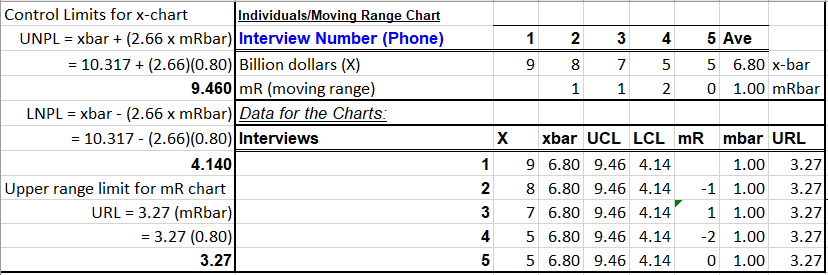 Control Limits for x-chart Individuals/Moving Range Chart
UNPL = xbar + (2.66 x mRbar) Interview Number (Phone) 1 2 3 4 5 Ave
= 10.317 + (2.66)(0.80) Billion dollars (X) 9 8 7 5 5 6.80 x-bar
9.460 mR (moving range) 1 1 2 0 1.00 mRbar
LNPL = xbar - (2.66 x mRbar) Data for the Charts:
= 10.317 - (2.66)(0.80) Interviews X xbar UCL LCL mR mbar URL
4.140 1 9 6.80 9.46 4.14 1.00 3.27
Upper range limit for mR chart 2 8 6.80 9.46 4.14 -1 1.00 3.27
URL = 3.27 (mRbar) 3 7 6.80 9.46 4.14 1 1.00 3.27
= 3.27 (0.80) 4 5 6.80 9.46 4.14 -2 1.00 3.27
3.27 5 5 6.80 9.46 4.14 0 1.00 3.27